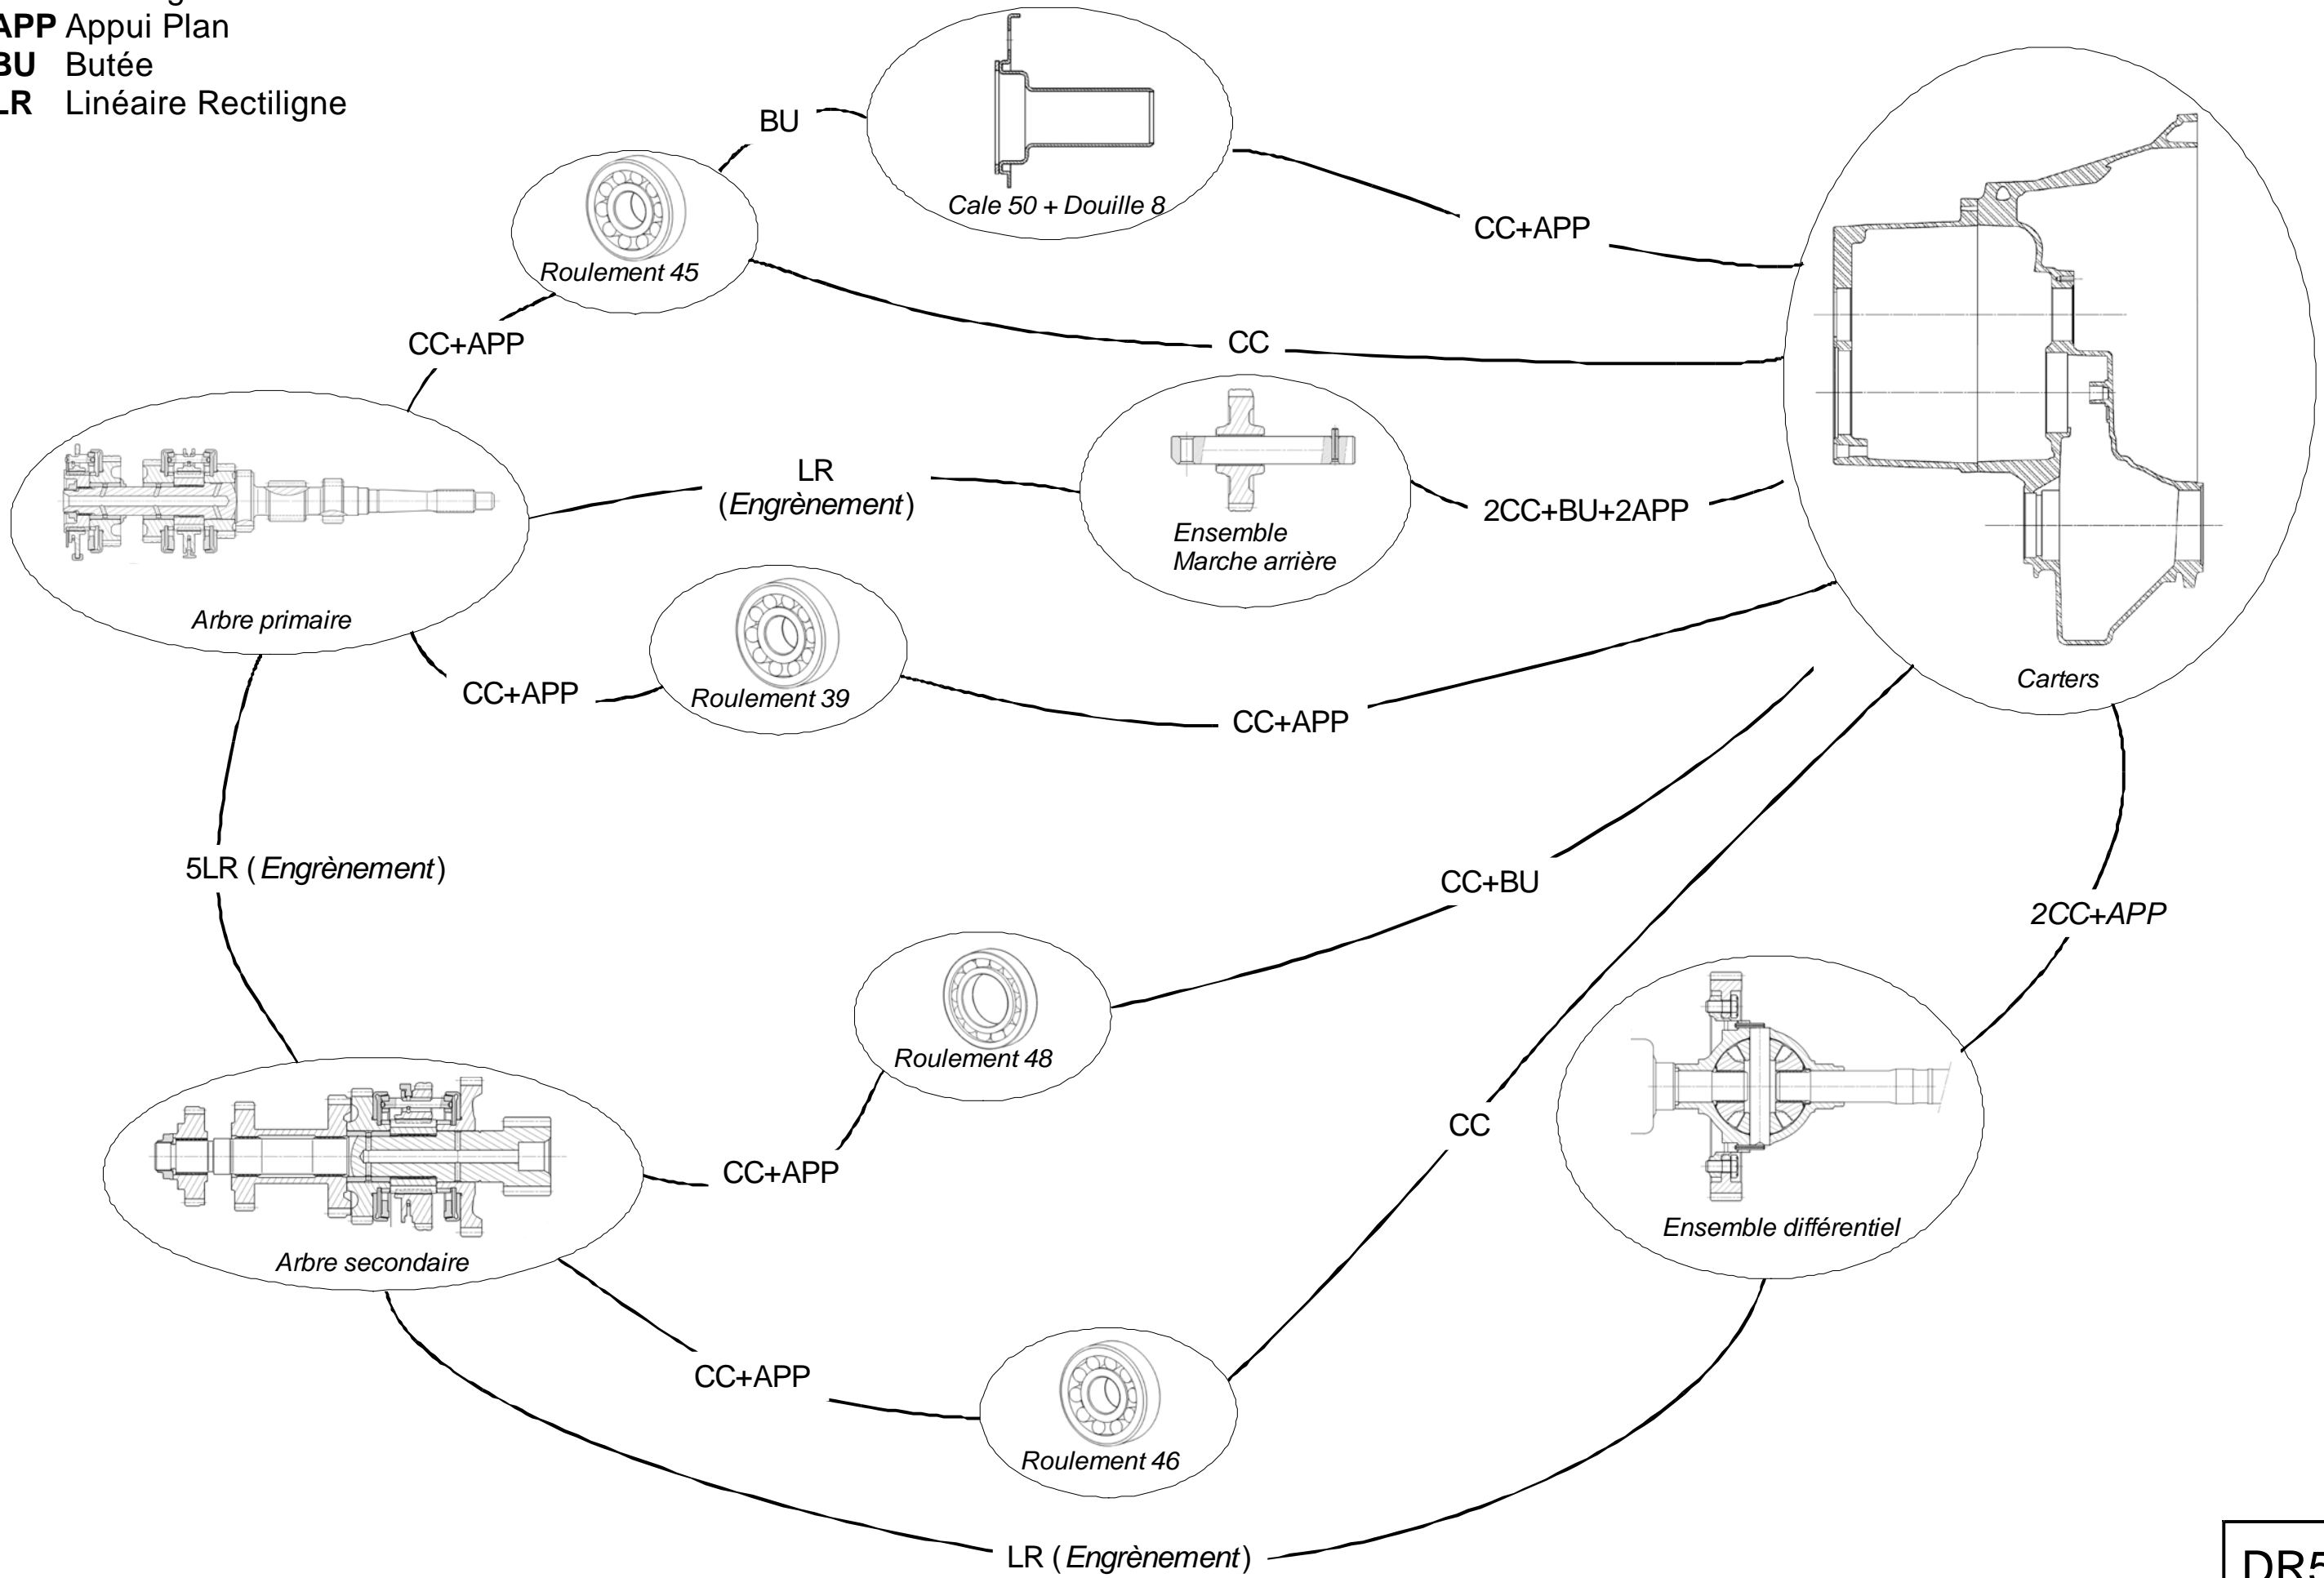 APP Appui Plan
BU Butée
LR Linéaire Rectiligne
BU
Cale 50 + Douille 8
CC+APP
Roulement 45
CC+APP
CC
LR
(Engrènement)
2CC+BU+2APP
Ensemble
Marche arrière
Arbre primaire
Carters
CC+APP
Roulement 39
CC+APP
5LR (Engrènement)
CC+BU
2CC+APP
Roulement 48
CC
CC+APP
Ensemble différentiel
Arbre secondaire
CC+APP
Roulement 46
LR (Engrènement)
DR5